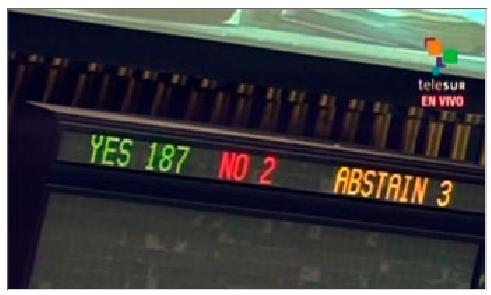 teleSUR
EN VIVO
YES 187 NO 2 ABSTAIN 3